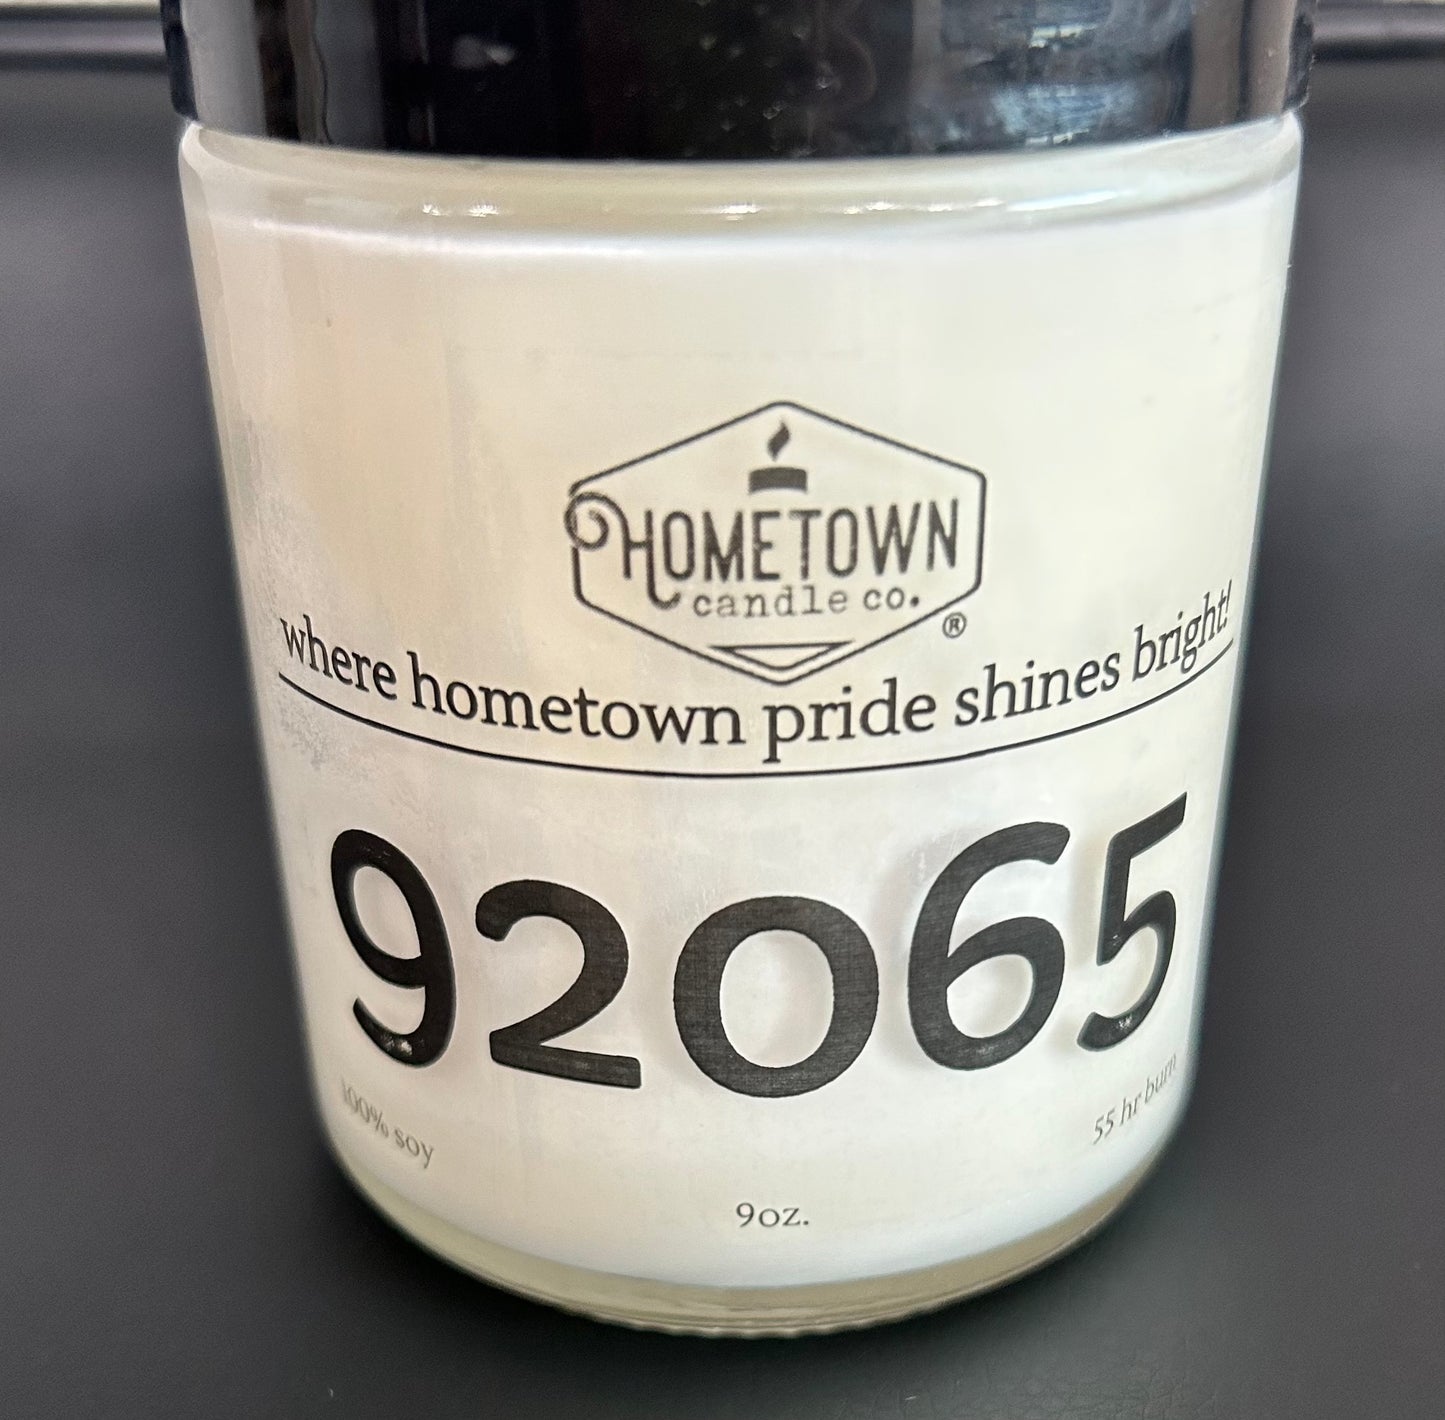 HOMETOWN
candle co.
®
where hometown pride shines bright!
92065
100% soy
55 hr burn
9oz.